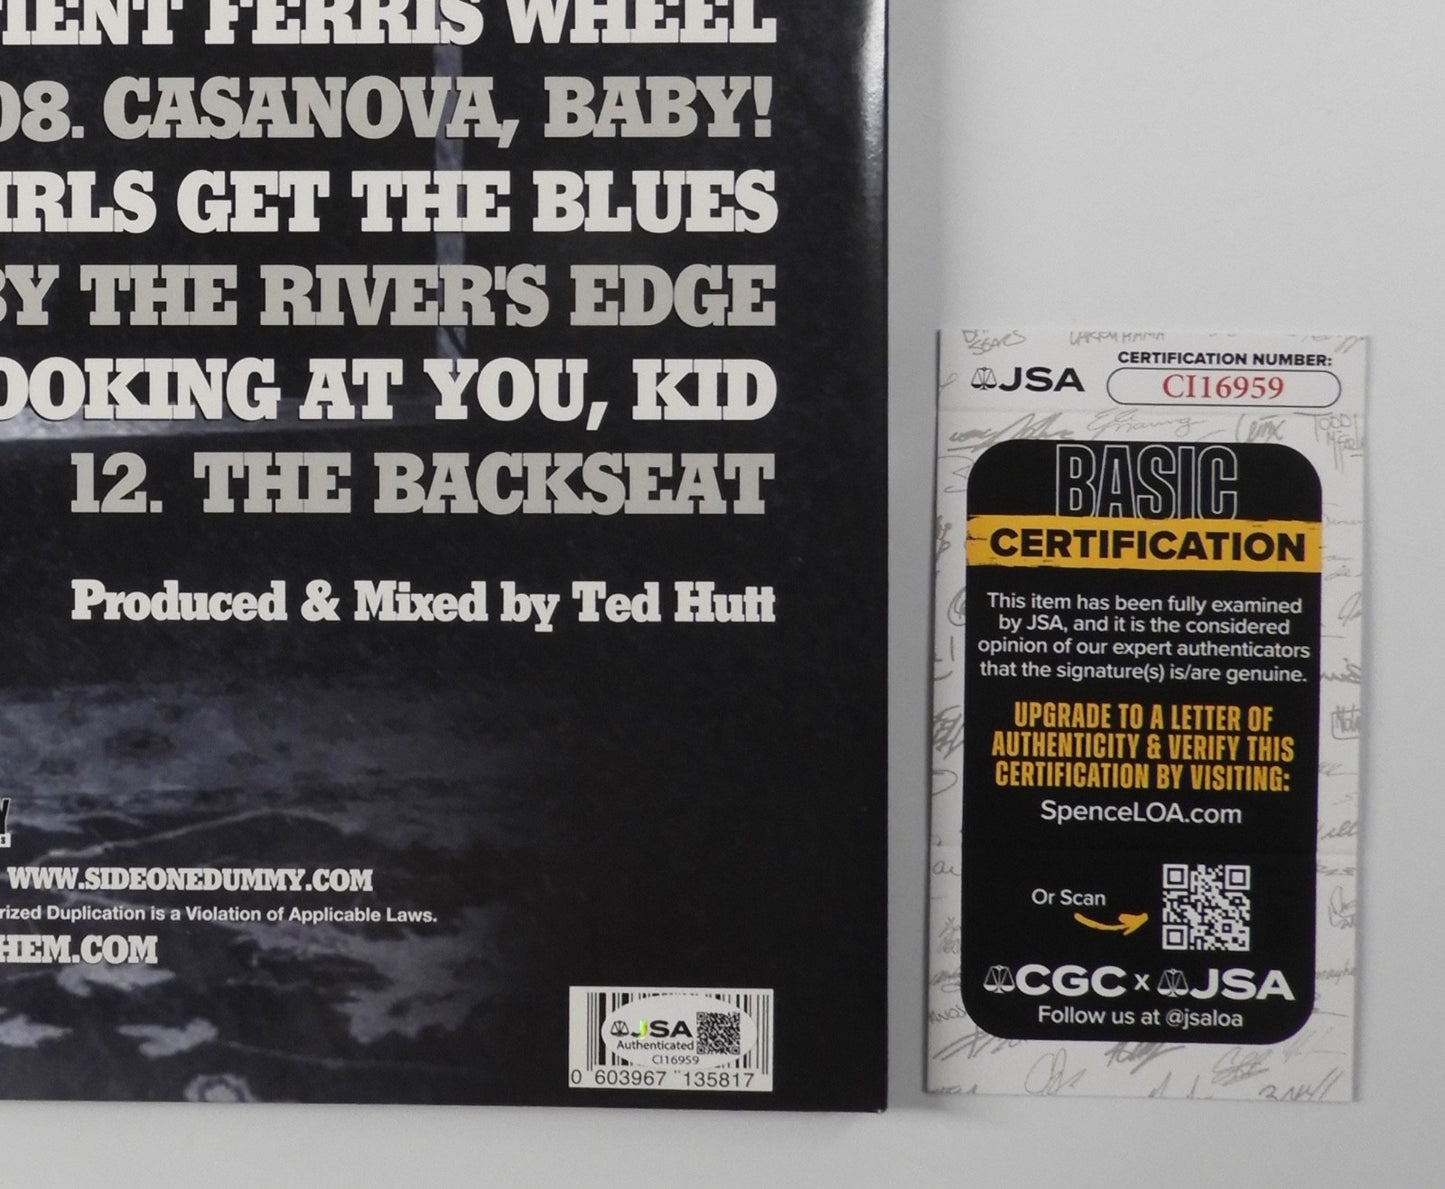 IENT FERRIS WHEEL
08. CASANOVA, BABY!
IRLS GET THE BLUES
BY THE RIVER'S EDGE
OOKING AT YOU, KID
12. THE BACKSEAT
Produced & Mixed by Ted Hutt
WWW.SIDEONEDUMMY.COM
rized Duplication is a Violation of Applicable Laws.
HEM.COM
JSA
Authenticated
CI16959
0 603967 135817
JSA
CERTIFICATION NUMBER:
CI16959
BASIC
CERTIFICATION
This item has been fully examined
by JSA, and it is the considered
opinion of our expert authenticators
that the signature(s) is/are genuine.
UPGRADE TO A LETTER OF
AUTHENTICITY & VERIFY THIS
CERTIFICATION BY VISITING:
SpenceLOA.com
Or Scan
CGC x JSA
Follow us at @jsaloa